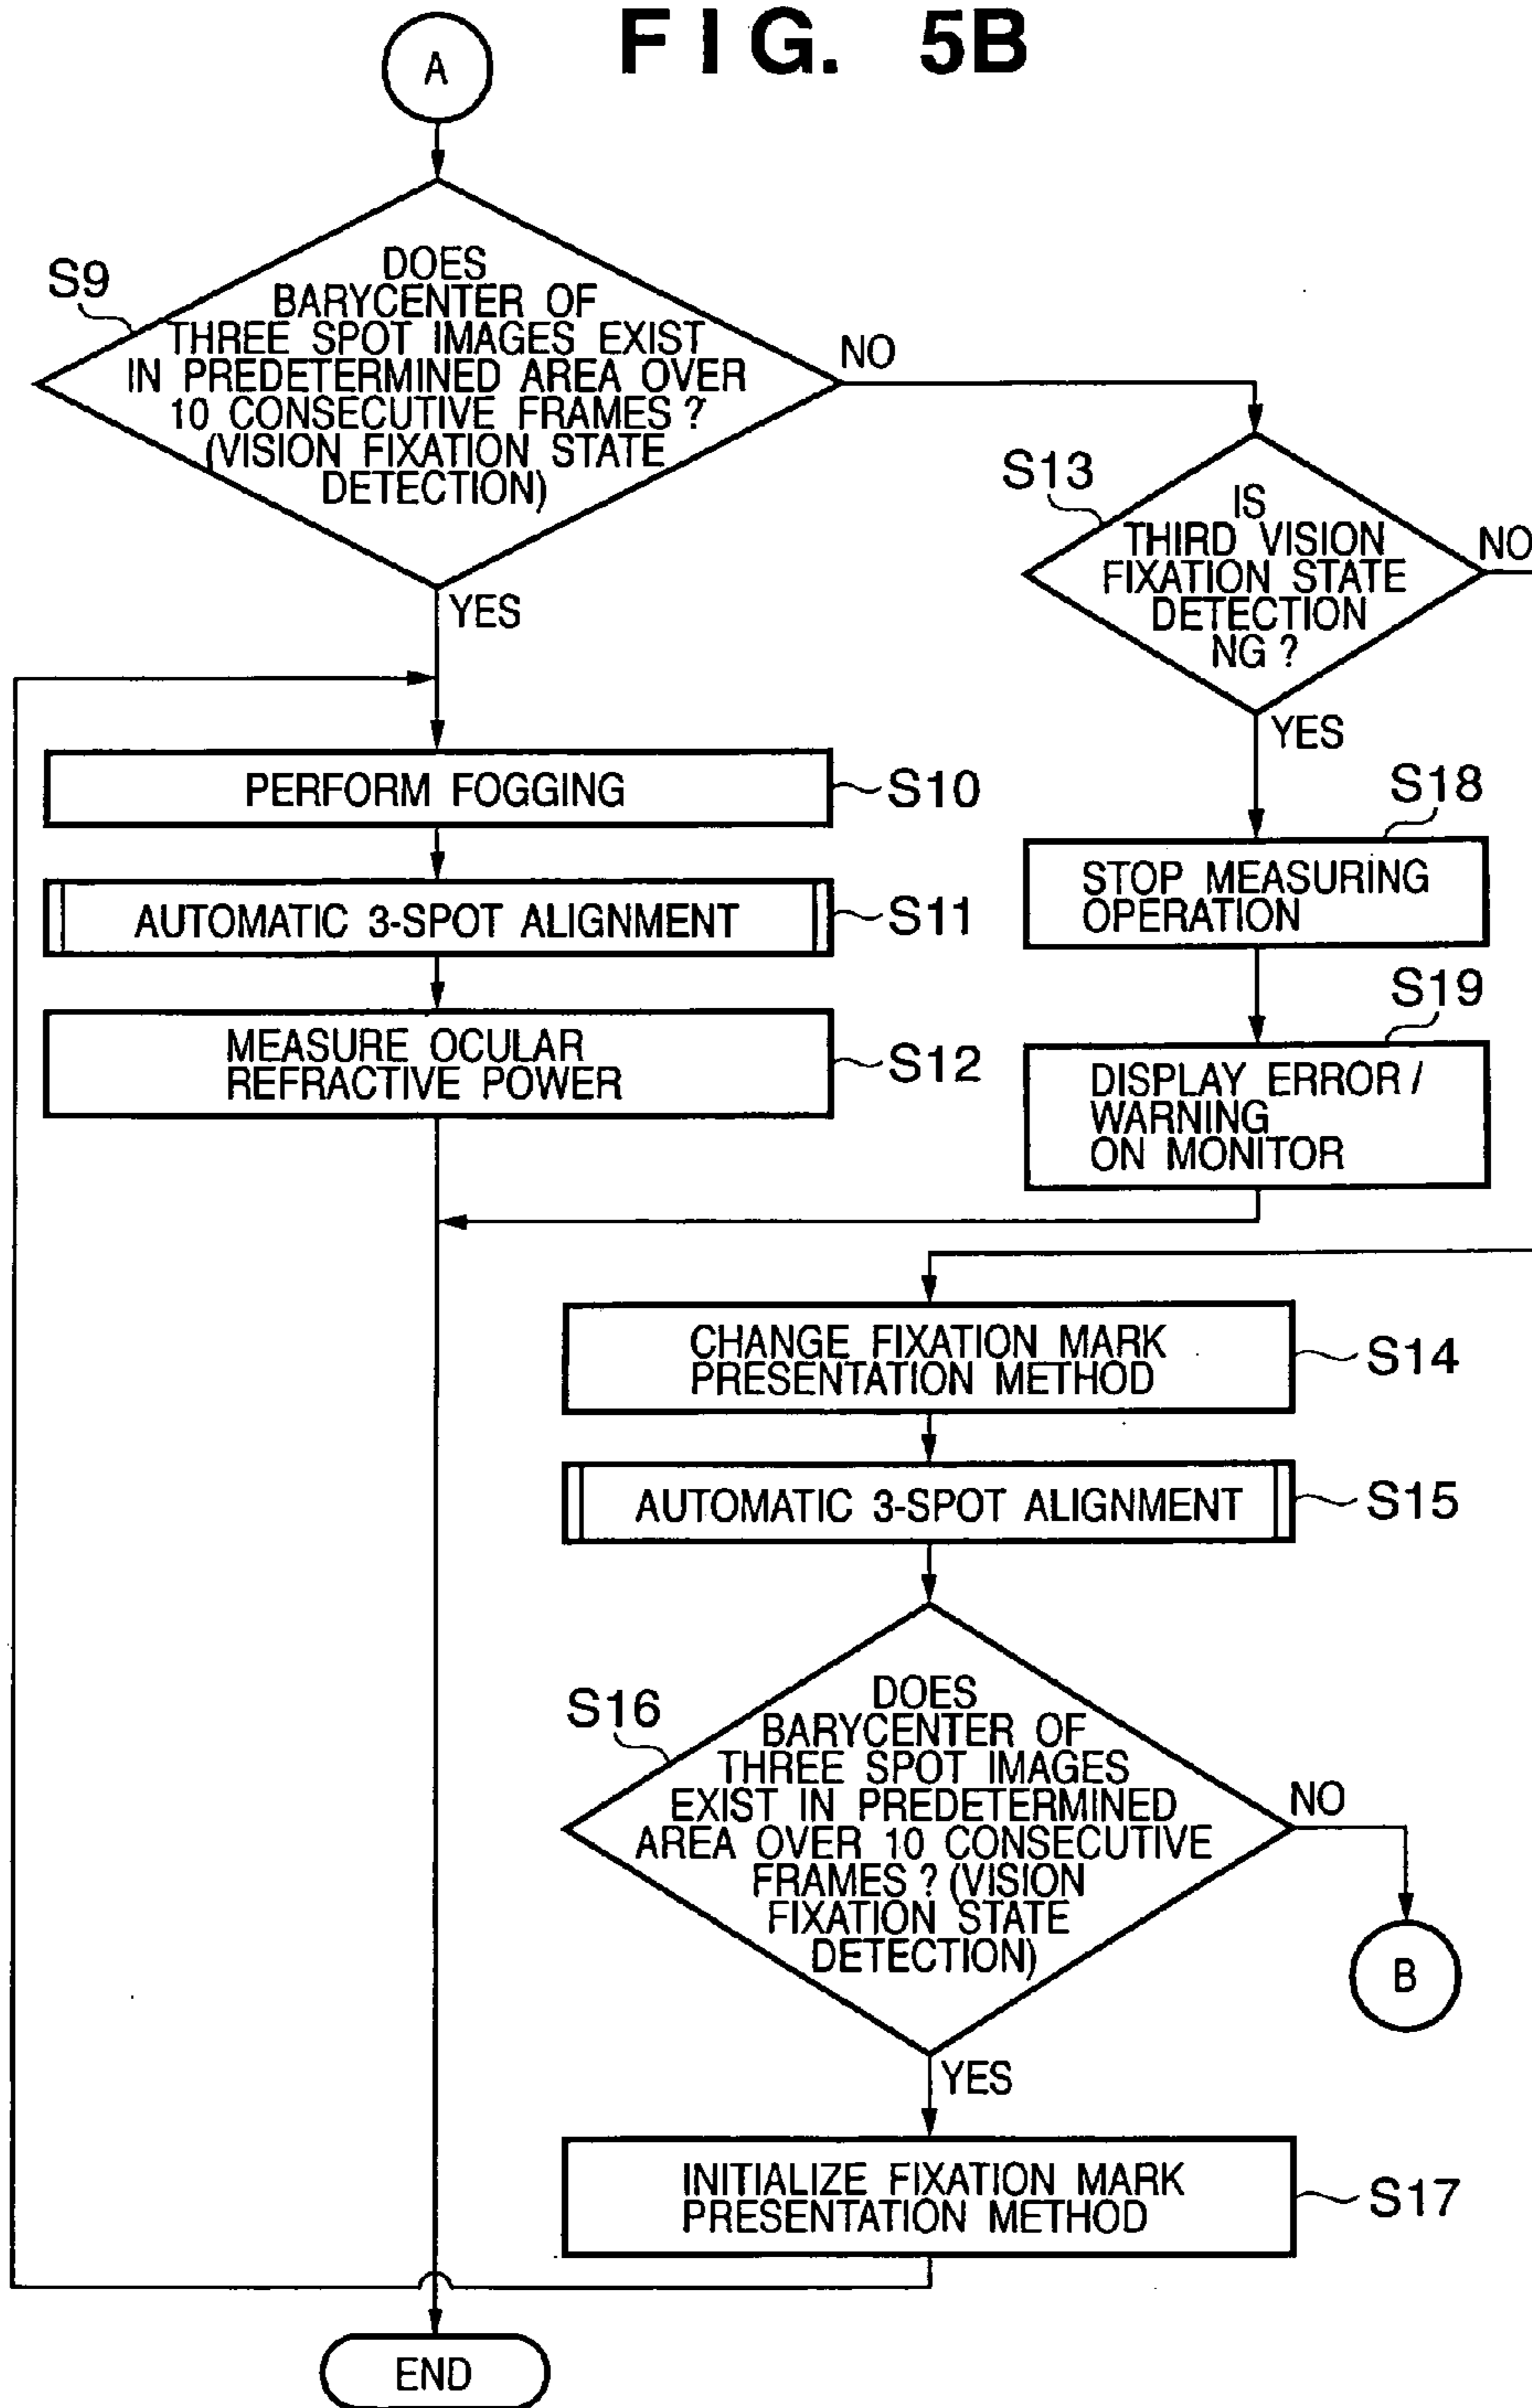 FIG. 5B
A
S9
DOES
BARYCENTER OF
THREE SPOT IMAGES EXIST
IN PREDETERMINED AREA OVER
10 CONSECUTIVE FRAMES ?
(VISION FIXATION STATE
DETECTION)
NO
YES
S13
IS
THIRD VISION
FIXATION STATE
DETECTION
NG ?
NO
YES
PERFORM FOGGING
S10
AUTOMATIC 3-SPOT ALIGNMENT
S11
MEASURE OCULAR
REFRACTIVE POWER
S12
S18
STOP MEASURING
OPERATION
S19
DISPLAY ERROR /
WARNING
ON MONITOR
CHANGE FIXATION MARK
PRESENTATION METHOD
S14
AUTOMATIC 3-SPOT ALIGNMENT
S15
S16
DOES
BARYCENTER OF
THREE SPOT IMAGES
EXIST IN PREDETERMINED
AREA OVER 10 CONSECUTIVE
FRAMES ? (VISION
FIXATION STATE
DETECTION)
NO
B
YES
INITIALIZE FIXATION MARK
PRESENTATION METHOD
S17
END